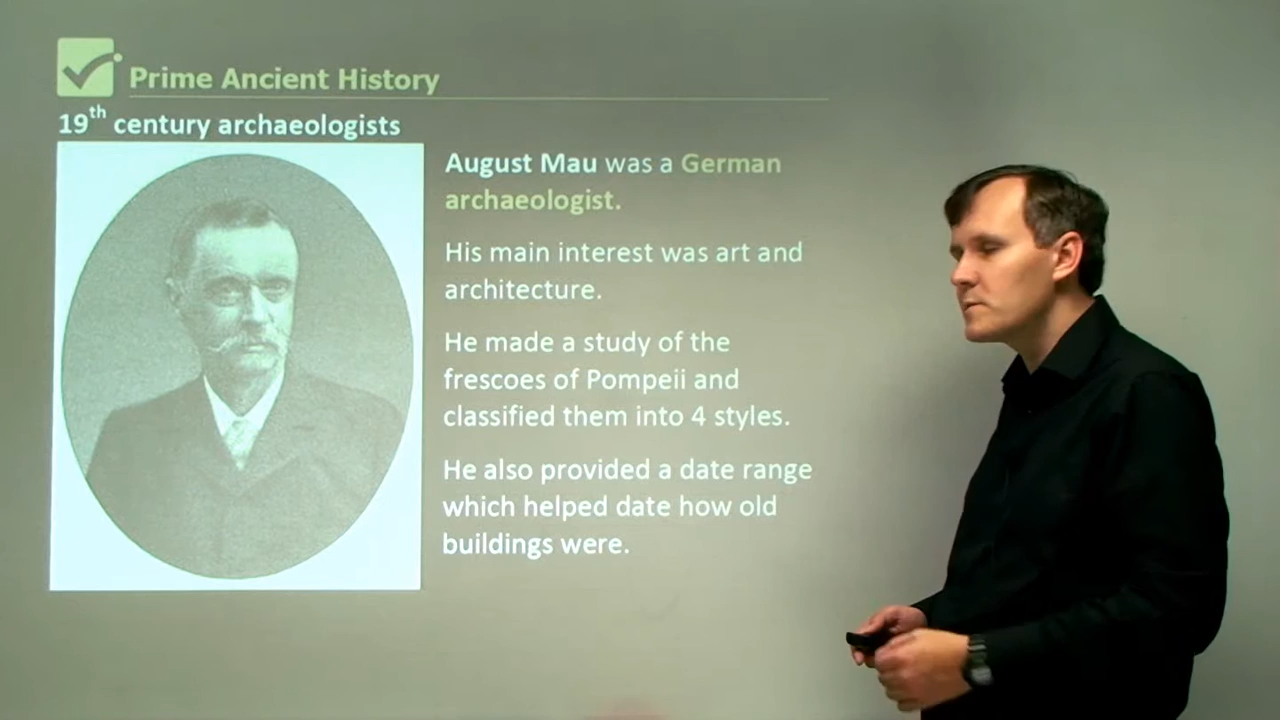 Prime Ancient History
19th century archaeologists
August Mau was a German
archaeologist.
His main interest was art and
architecture.
He made a study of the
frescoes of Pompeii and
classified them into 4 styles.
He also provided a date range
which helped date how old
buildings were.